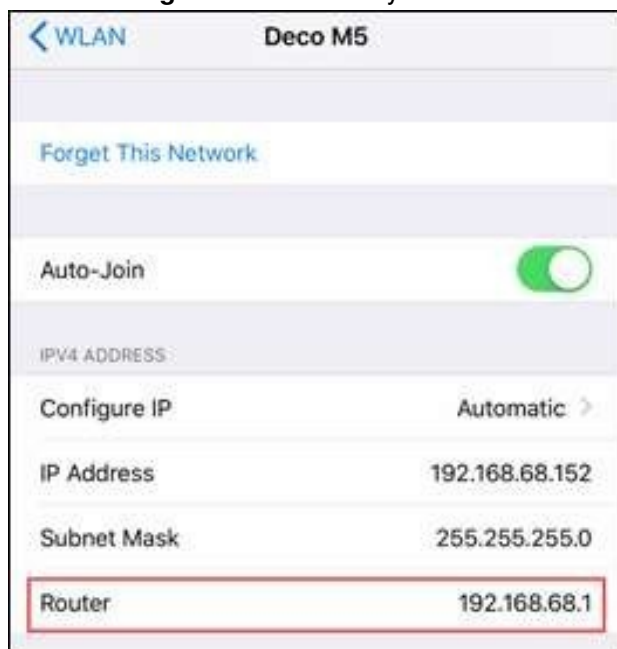 WLAN Deco M5
Forget This Network
Auto-Join
IPV4 ADDRESS
Configure IP Automatic
IP Address 192.168.68.152
Subnet Mask 255.255.255.0
Router 192.168.68.1